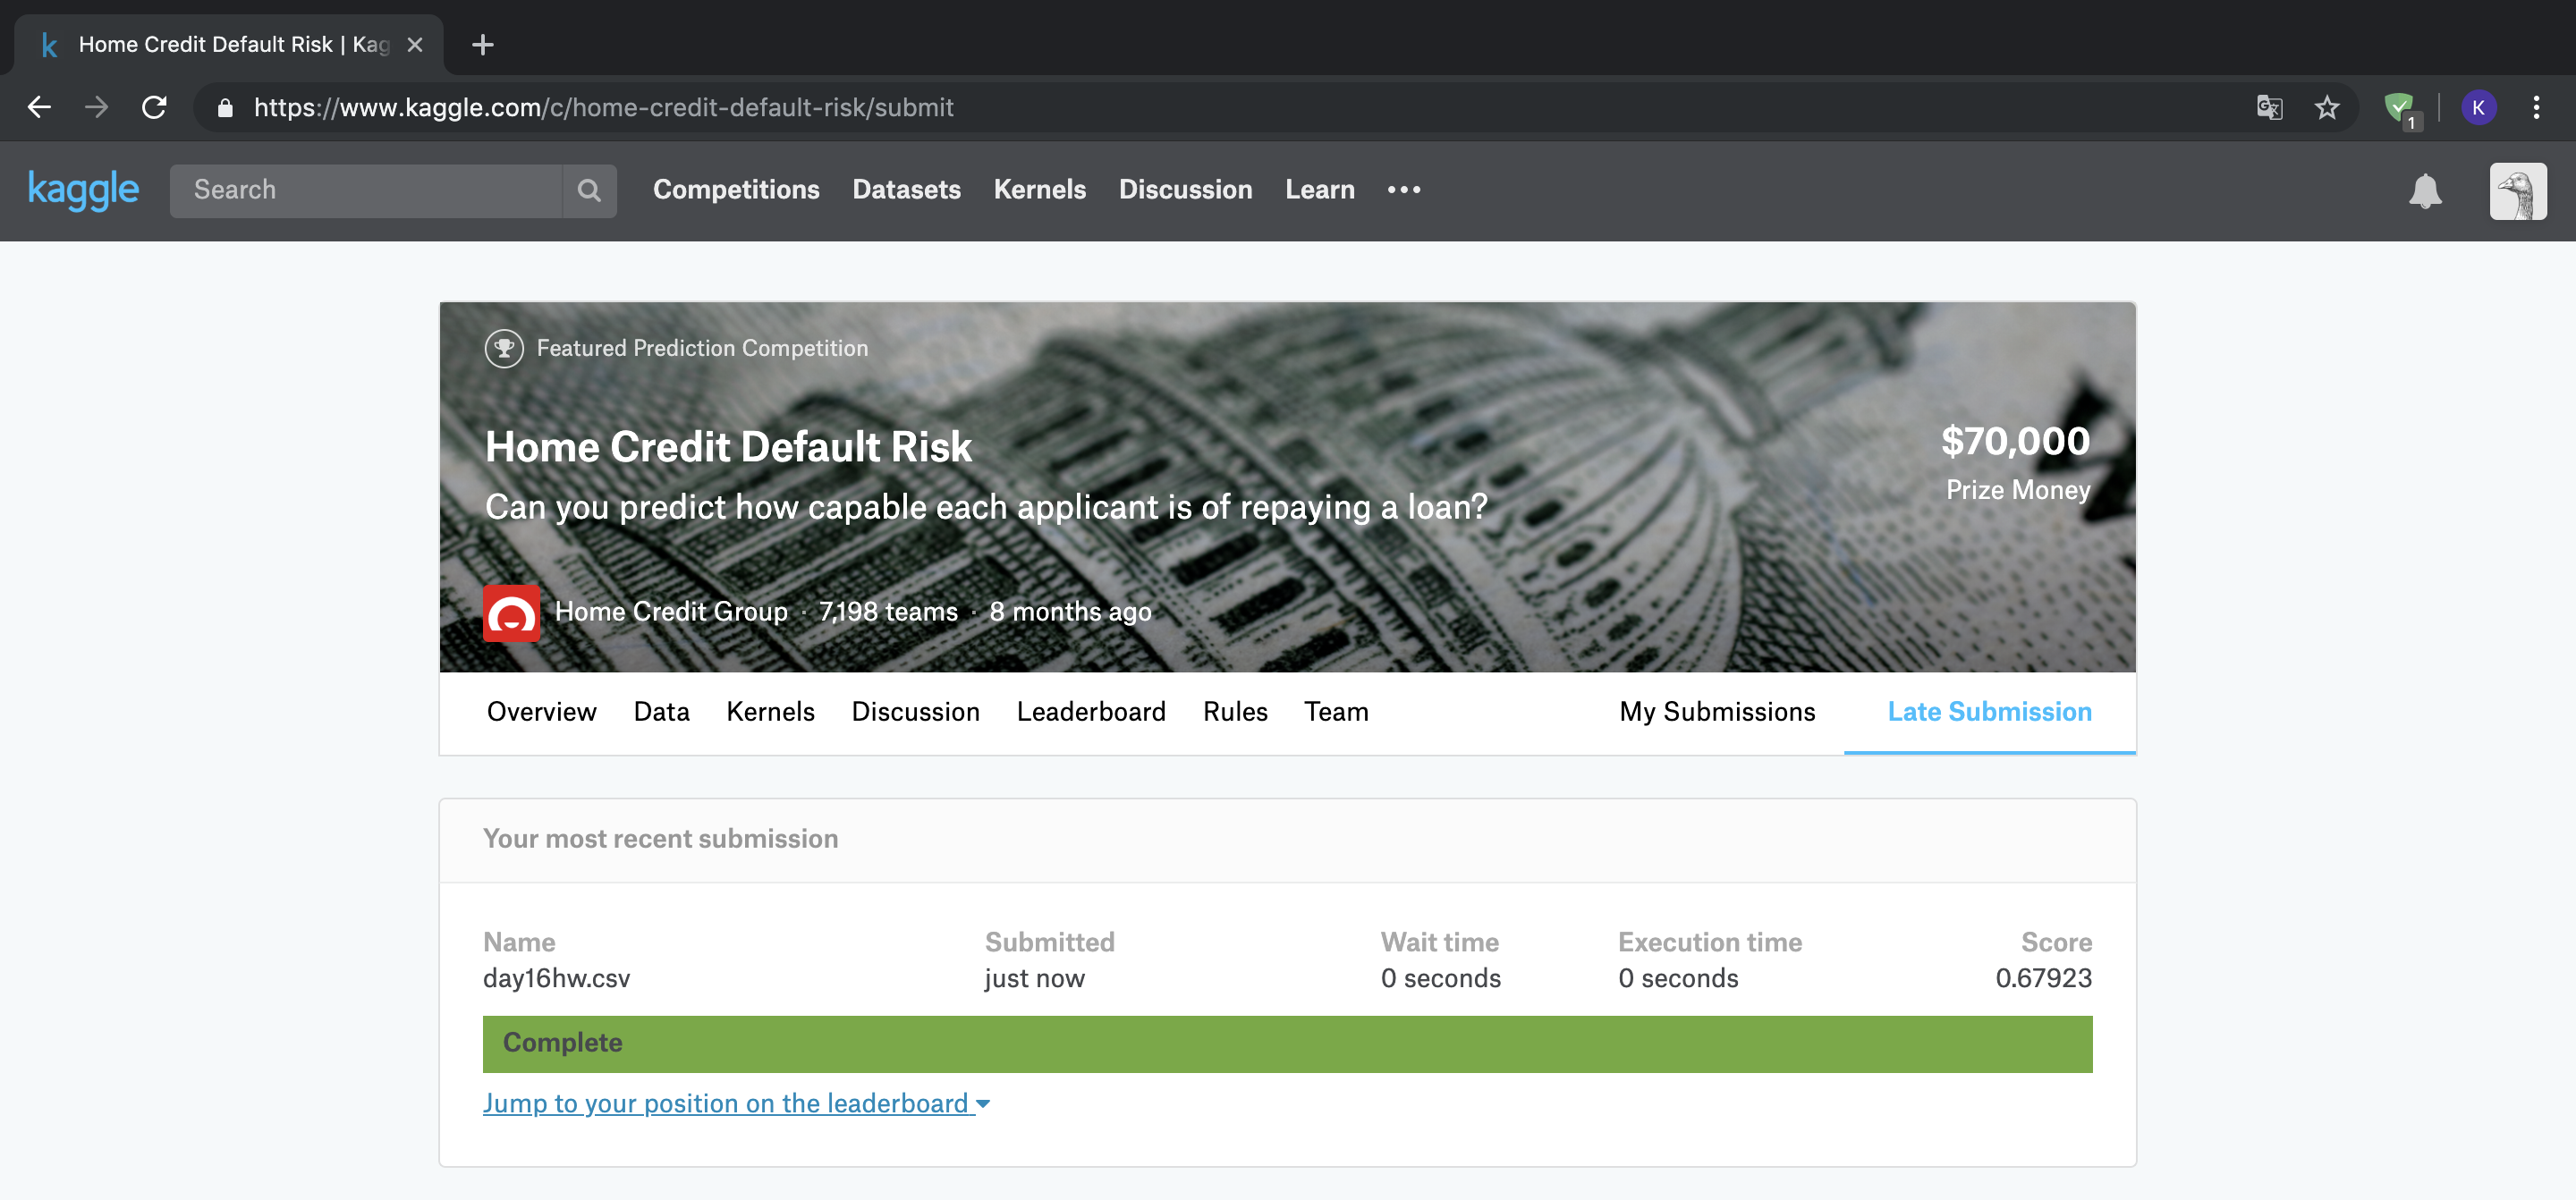 Home Credit Default Risk | Kag
https://www.kaggle.com/c/home-credit-default-risk/submit
1
K
kaggle
Search
Competitions Datasets Kernels Discussion Learn
Featured Prediction Competition
Home Credit Default Risk
$70,000
Can you predict how capable each applicant is of repaying a loan?
Prize Money
Home Credit Group · 7,198 teams · 8 months ago
Overview Data Kernels Discussion Leaderboard Rules Team My Submissions Late Submission
Your most recent submission
Name Submitted Wait time Execution time Score
day16hw.csv just now 0 seconds 0 seconds 0.67923
Complete
Jump to your position on the leaderboard